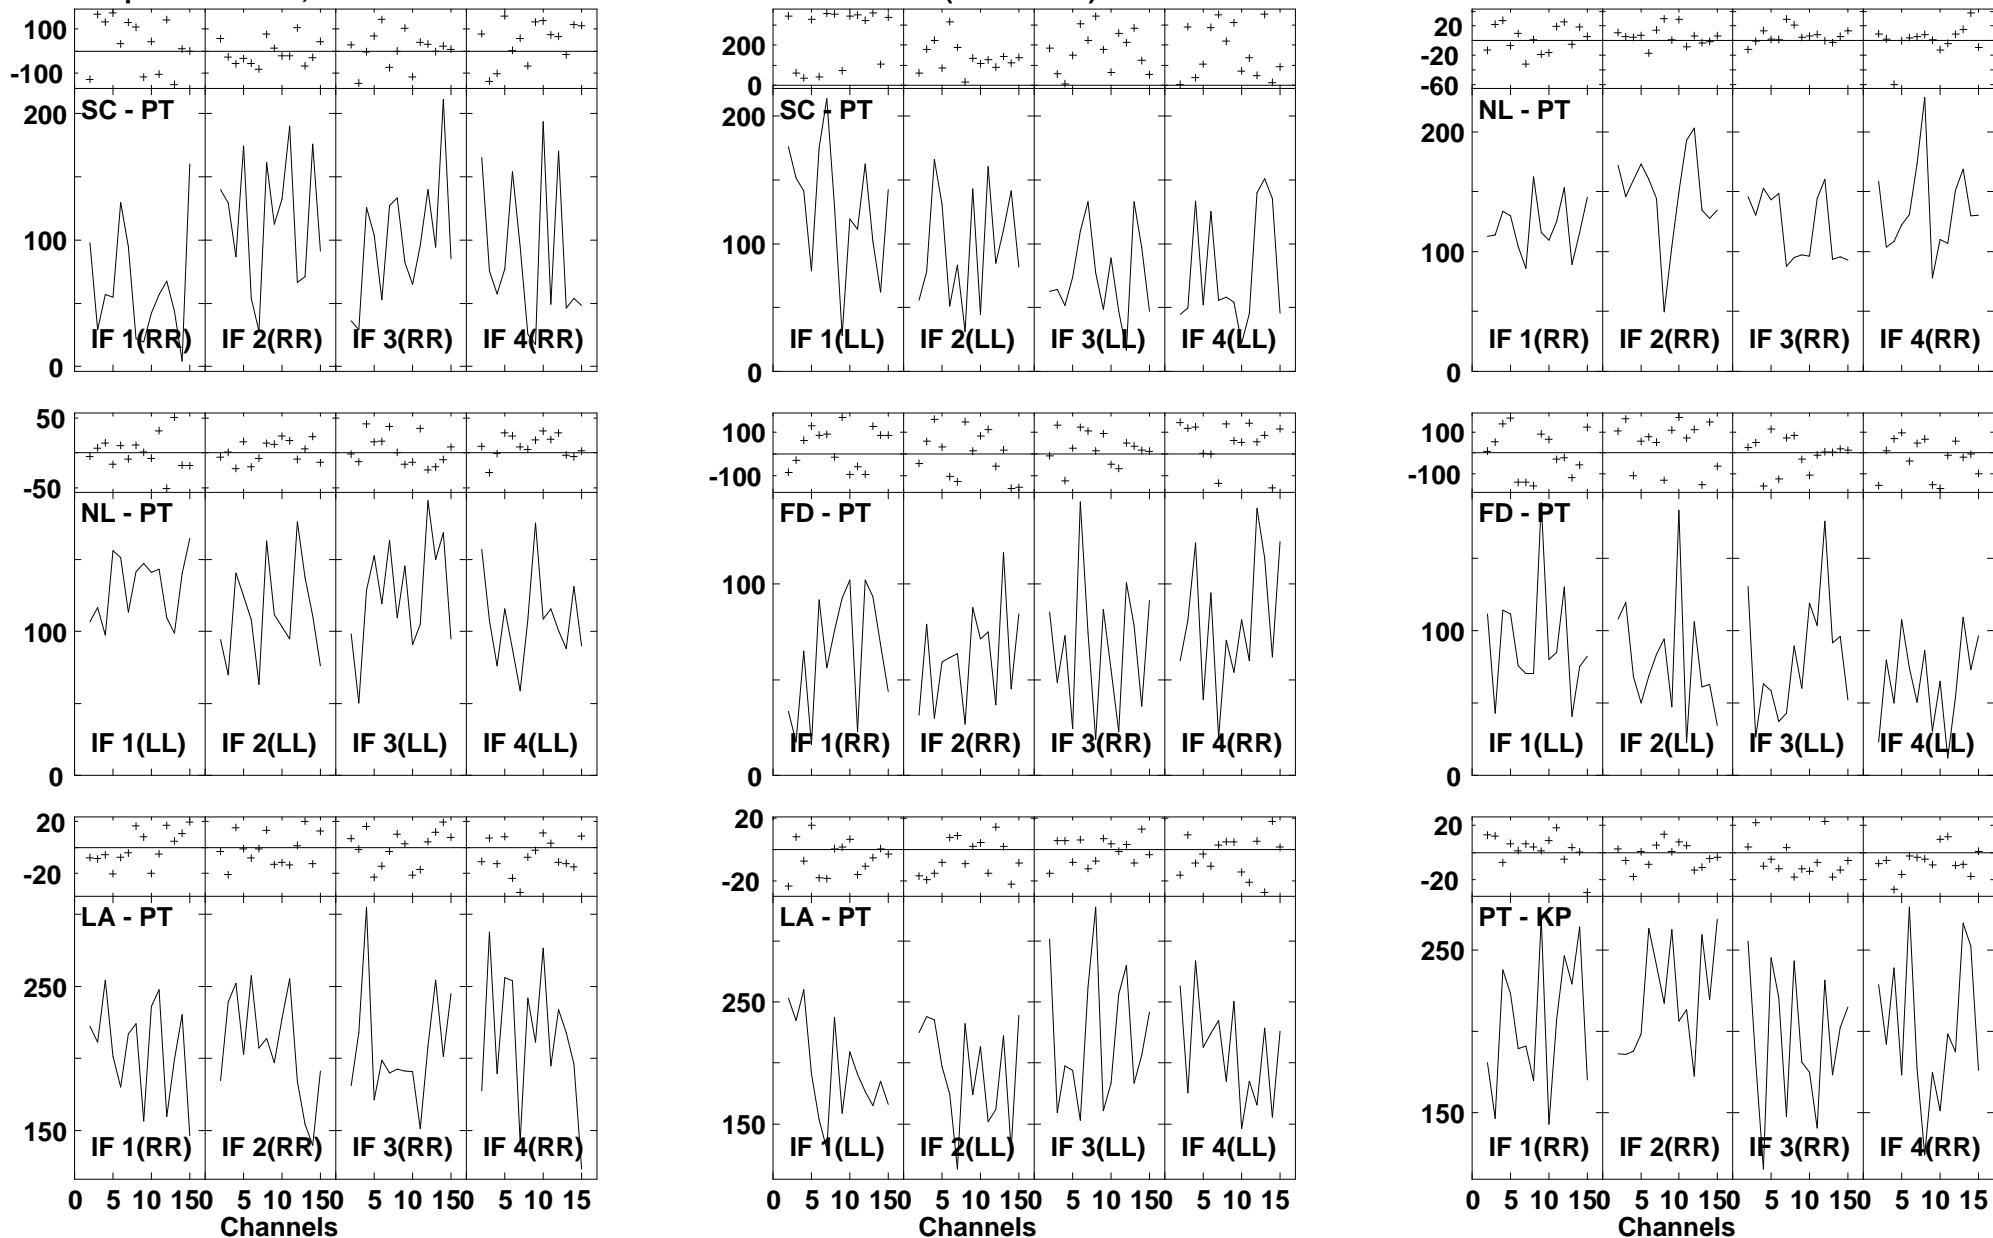 100
-100
SC - PT
200
100
0
IF 1(RR) IF 2(RR) IF 3(RR) IF 4(RR)
200
0
SC - PT
200
100
0
IF 1(LL) IF 2(LL) IF 3(LL) IF 4(LL)
20
-20
-60
NL - PT
200
100
0
IF 1(RR) IF 2(RR) IF 3(RR) IF 4(RR)
50
-50
NL - PT
100
0
IF 1(LL) IF 2(LL) IF 3(LL) IF 4(LL)
100
-100
FD - PT
100
0
IF 1(RR) IF 2(RR) IF 3(RR) IF 4(RR)
100
-100
FD - PT
100
0
IF 1(LL) IF 2(LL) IF 3(LL) IF 4(LL)
20
-20
LA - PT
250
150
IF 1(RR) IF 2(RR) IF 3(RR) IF 4(RR)
0 5 10 150 5 10 150 5 10 150 5 10 15
Channels
20
-20
LA - PT
250
150
IF 1(LL) IF 2(LL) IF 3(LL) IF 4(LL)
0 5 10 150 5 10 150 5 10 150 5 10 15
Channels
20
-20
PT - KP
250
150
IF 1(RR) IF 2(RR) IF 3(RR) IF 4(RR)
0 5 10 150 5 10 150 5 10 150 5 10 15
Channels